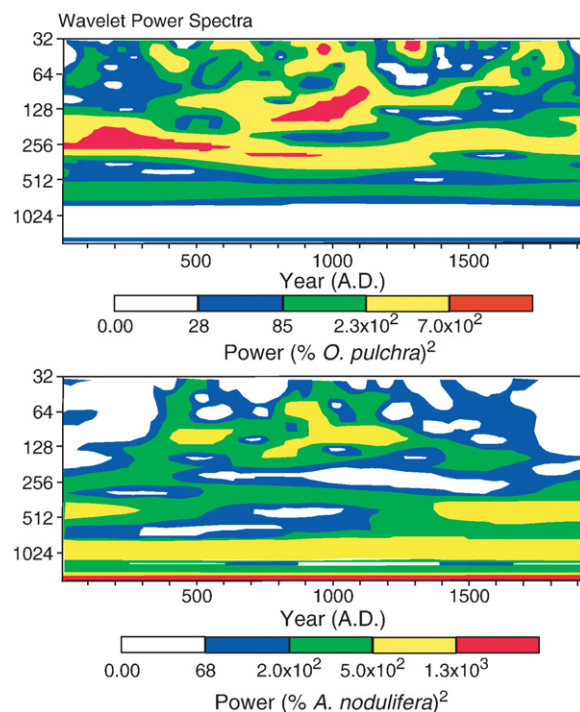 Wavelet Power Spectra
32
64
128
256
512
1024
500 1000 1500
Year (A.D.)
0.00 28 85 2.3x10² 7.0x10²
Power (% O. pulchra)²
32
64
128
256
512
1024
500 1000 1500
Year (A.D.)
0.00 68 2.0x10² 5.0x10² 1.3x10³
Power (% A. nodulifera)²